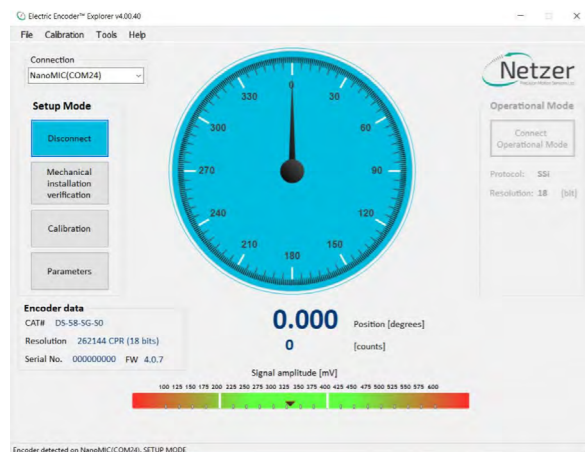 Electric Encoder™ Explorer v4.00.40
File Calibration Tools Help
Connection
NanoMIC(COM24)
Setup Mode
Disconnect
Mechanical
installation
verification
Calibration
Parameters
Encoder data
CAT# DS-58-SG-S0
Resolution 262144 CPR (18 bits)
Serial No. 000000000 FW 4.0.7
0
30
60
90
120
150
180
210
240
270
300
330
0.000 Position [degrees]
0 [counts]
Signal amplitude [mV]
100 125 150 175 200 225 250 275 300 325 350 375 400 425 450 475 500 525 550 575 600
Netzer
Operational Mode
Connect
Operational Mode
Protocol: SSi
Resolution: 18 (bit)
Encoder detected on NanoMIC(COM24), SETUP MODE